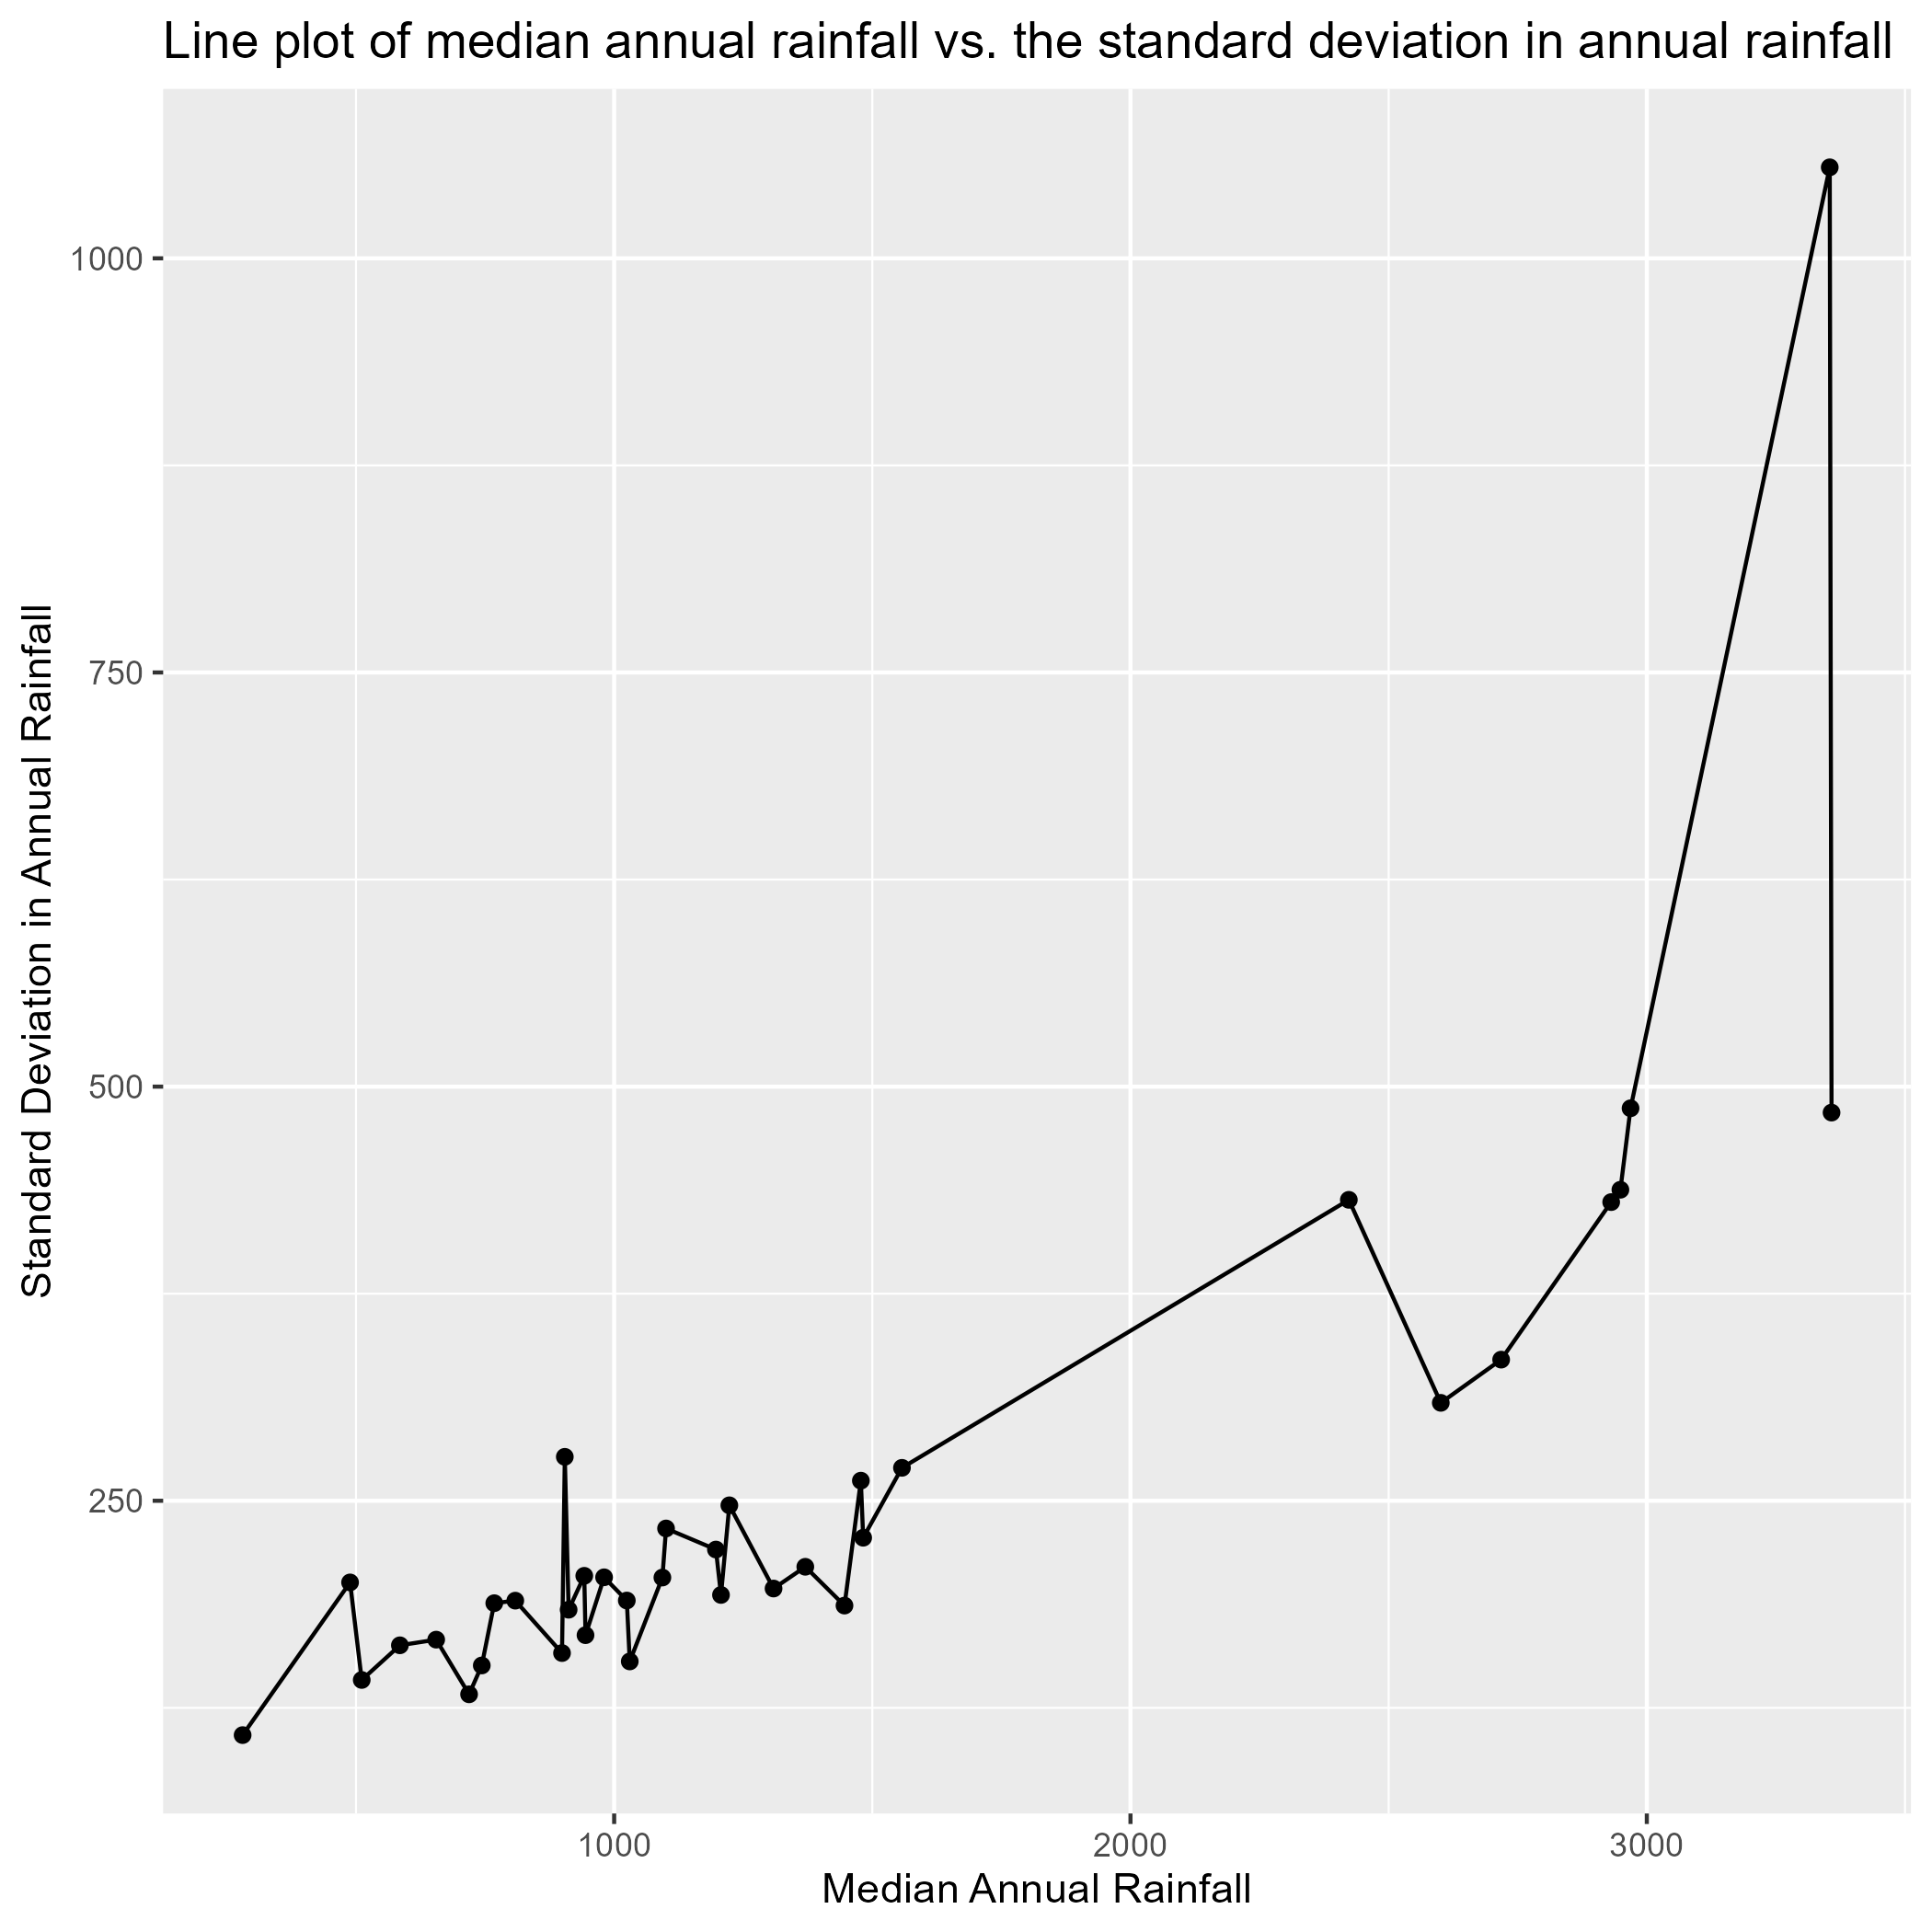 Line plot of median annual rainfall vs. the standard deviation in annual rainfall
Standard Deviation in Annual Rainfall
1000
750
500
250
1000
2000
3000
Median Annual Rainfall